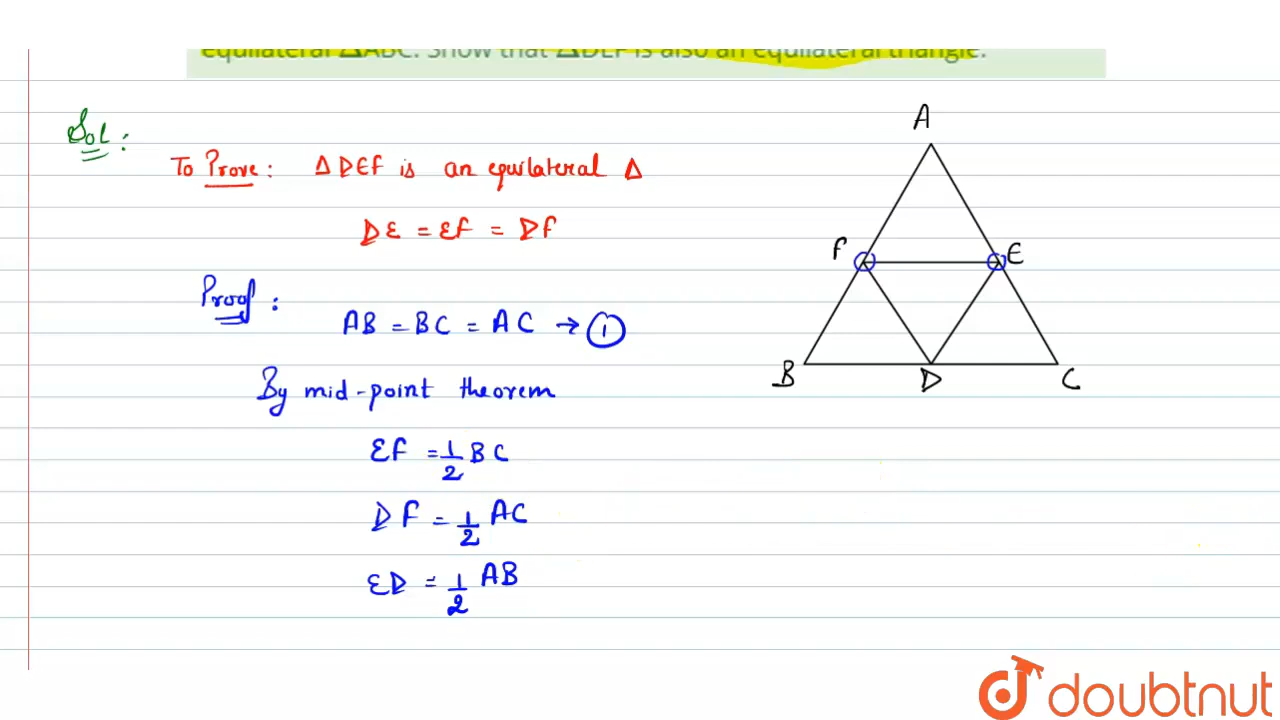 equilateral △ABC. Show that △DEF is also an equilateral triangle.
Sol:
To Prove: △ DEF is an equilateral △
DE = EF = DF
Proof:
AB = BC = AC → ①
By mid-point theorem
EF = 1/2 BC
DF = 1/2 AC
ED = 1/2 AB
A
F
E
B
D
C
doubtnut